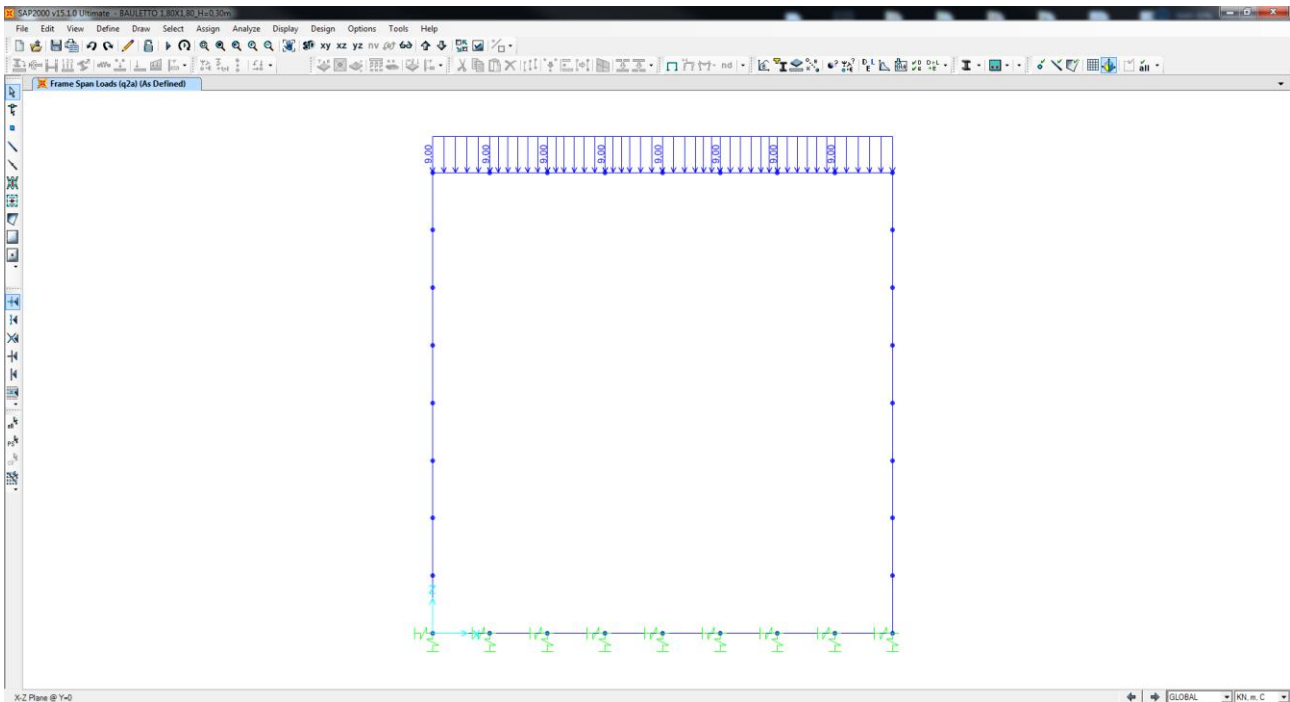 SAP2000 v15.1.0 Ultimate - BAULETTO 1,80X1,80_H=0,30m
File Edit View Define Draw Select Assign Analyze Display Design Options Tools Help
xy xz yz nv
nd
all
Frame Span Loads (q2a) (As Defined)
9.00 9.00 9.00 9.00 9.00 9.00 9.00 9.00
Z
X
X-Z Plane @ Y=0
GLOBAL
KN, m, C